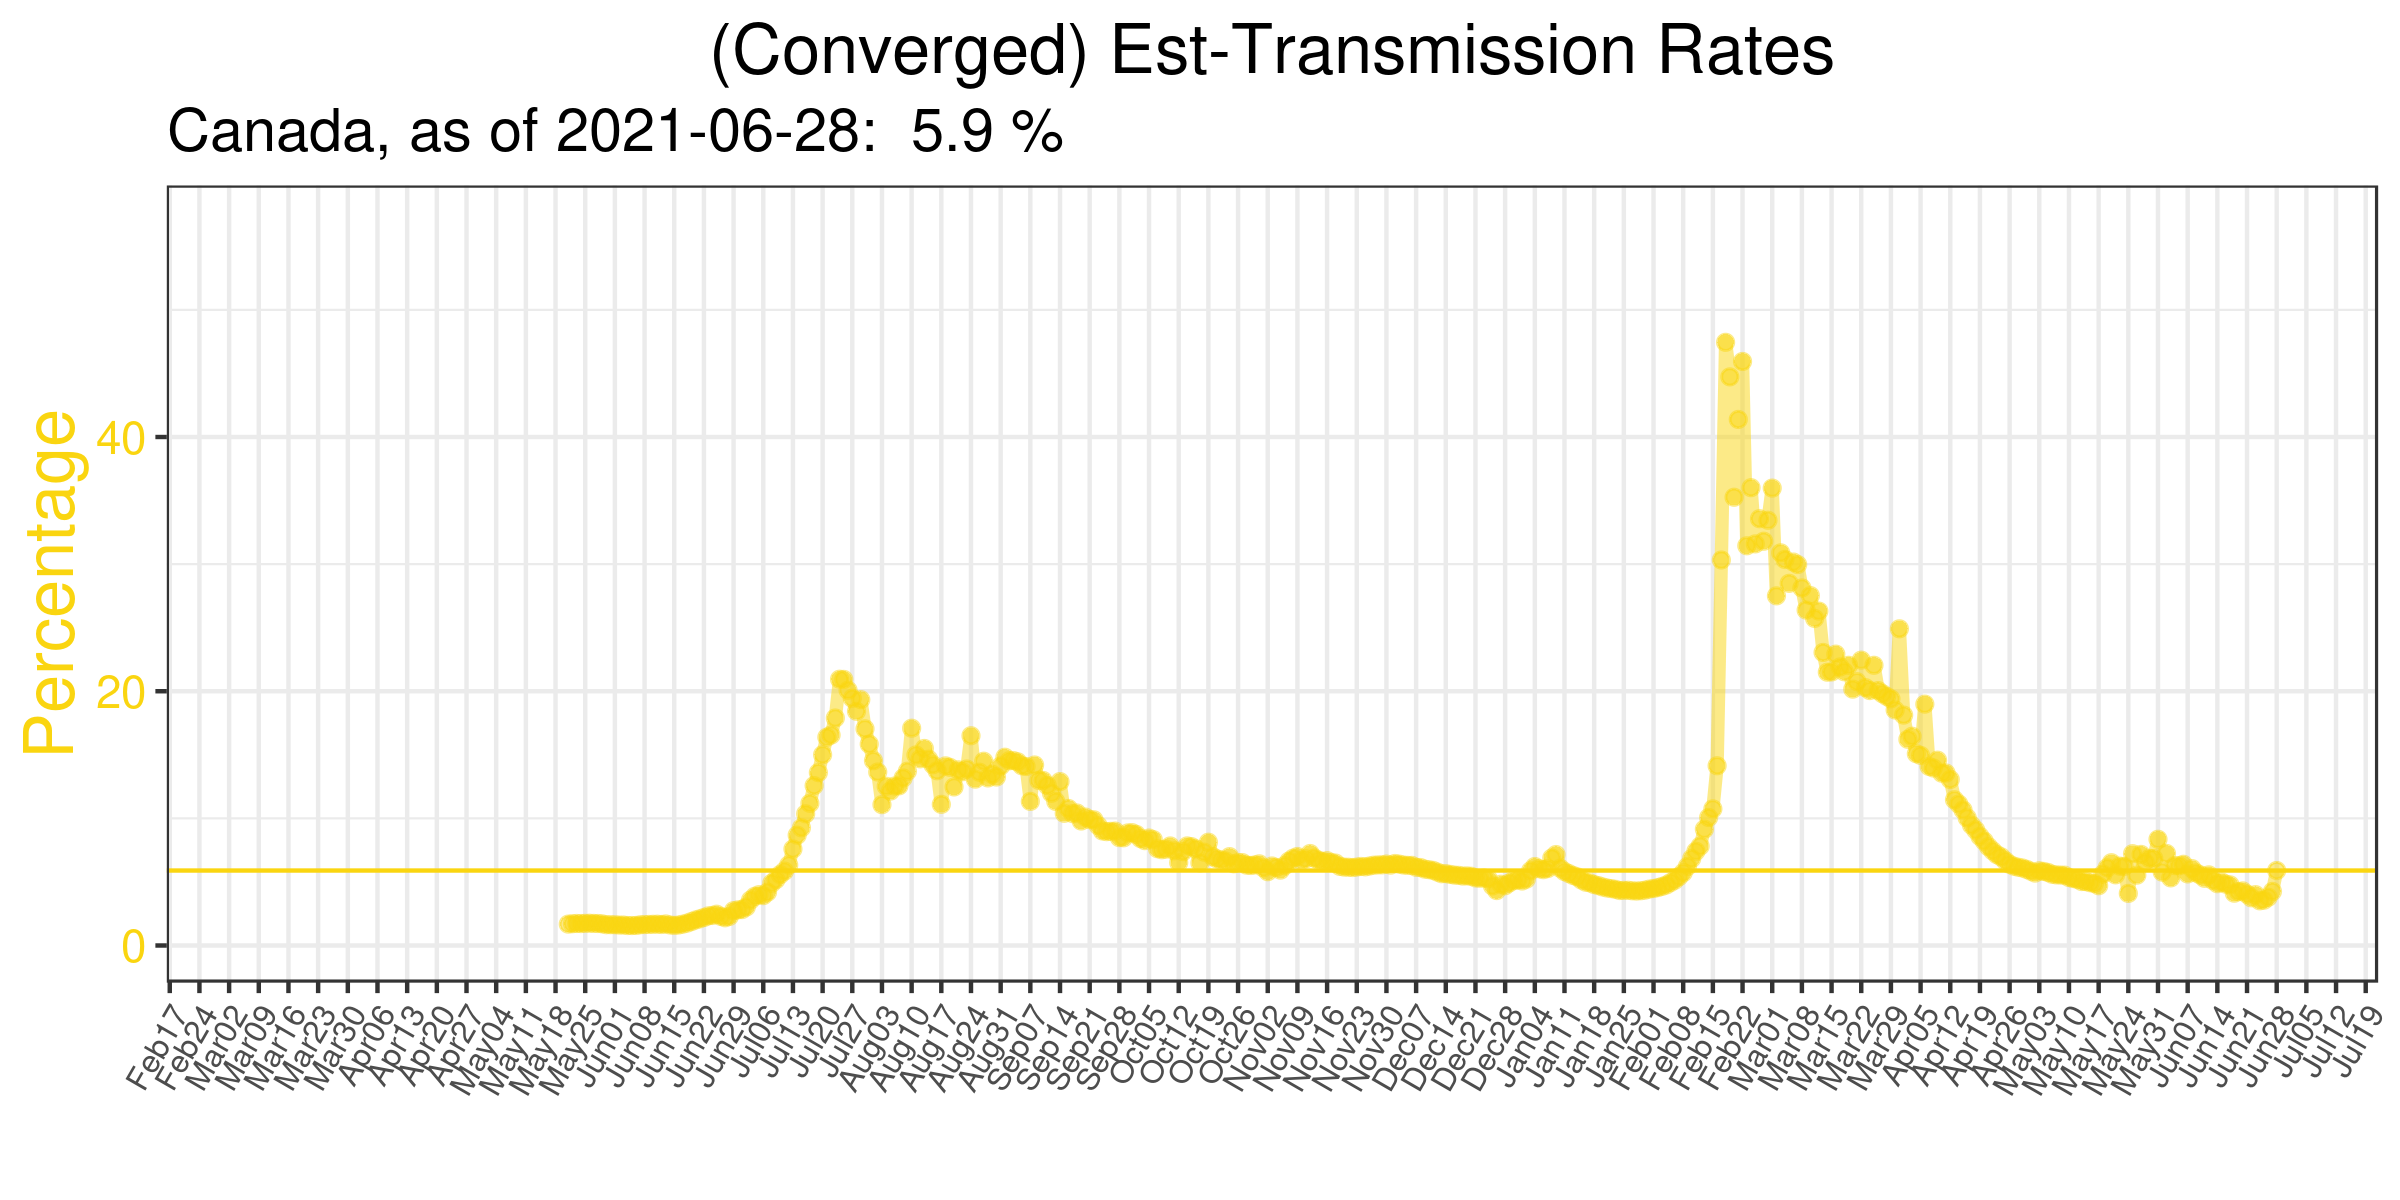 (Converged) Est-Transmission Rates
Canada, as of 2021-06-28:  5.9 %
Percentage
40
20
0
Feb17
Feb24
Mar02
Mar09
Mar16
Mar23
Mar30
Apr06
Apr13
Apr20
Apr27
May04
May11
May18
May25
Jun01
Jun08
Jun15
Jun22
Jun29
Jul06
Jul13
Jul20
Jul27
Aug03
Aug10
Aug17
Aug24
Aug31
Sep07
Sep14
Sep21
Sep28
Oct05
Oct12
Oct19
Oct26
Nov02
Nov09
Nov16
Nov23
Nov30
Dec07
Dec14
Dec21
Dec28
Jan04
Jan11
Jan18
Jan25
Feb01
Feb08
Feb15
Feb22
Mar01
Mar08
Mar15
Mar22
Mar29
Apr05
Apr12
Apr19
Apr26
May03
May10
May17
May24
May31
Jun07
Jun14
Jun21
Jun28
Jul05
Jul12
Jul19